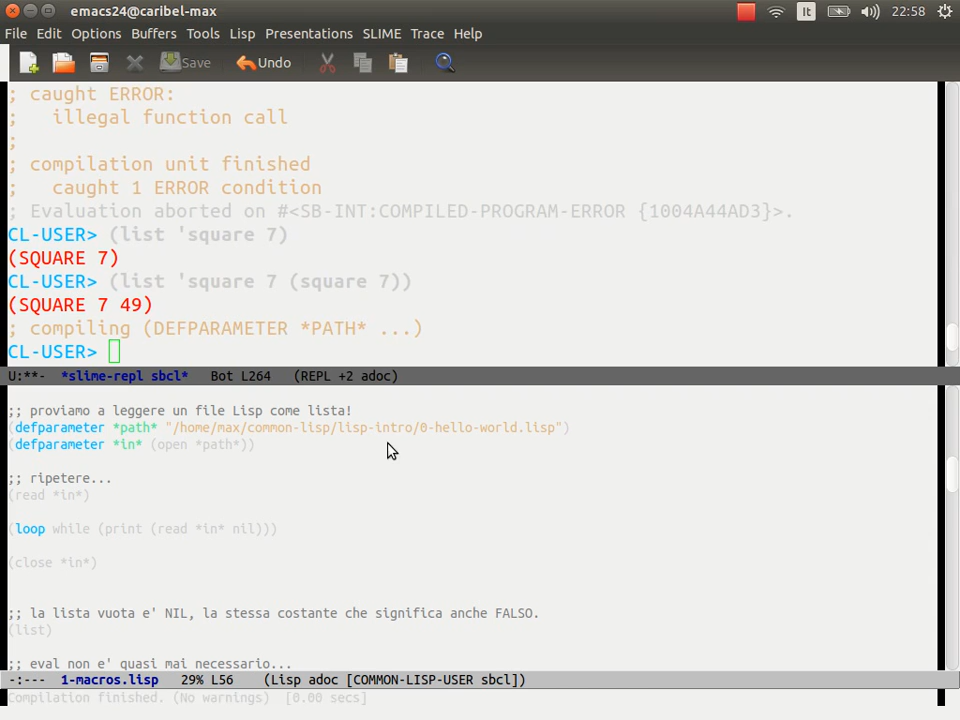 emacs24@caribel-max
It
22:58
File Edit Options Buffers Tools Lisp Presentations SLIME Trace Help
Save Undo
; caught ERROR:
;   illegal function call
;
; compilation unit finished
;   caught 1 ERROR condition
; Evaluation aborted on #<SB-INT:COMPILED-PROGRAM-ERROR {1004A44AD3}>.
CL-USER> (list 'square 7)
(SQUARE 7)
CL-USER> (list 'square 7 (square 7))
(SQUARE 7 49)
; compiling (DEFPARAMETER *PATH* ...)
CL-USER>
U:**-  *slime-repl sbcl*   Bot L264   (REPL +2 adoc)
;; proviamo a leggere un file Lisp come lista!
(defparameter *path* "/home/max/common-lisp/lisp-intro/0-hello-world.lisp")
(defparameter *in* (open *path*))
;; ripetere...
(read *in*)
(loop while (print (read *in* nil)))
(close *in*)
;; la lista vuota e' NIL, la stessa costante che significa anche FALSO.
(list)
;; eval non e' quasi mai necessario...
-:---  1-macros.lisp   29% L56   (Lisp adoc [COMMON-LISP-USER sbcl])
Compilation finished. (No warnings)  [0.00 secs]